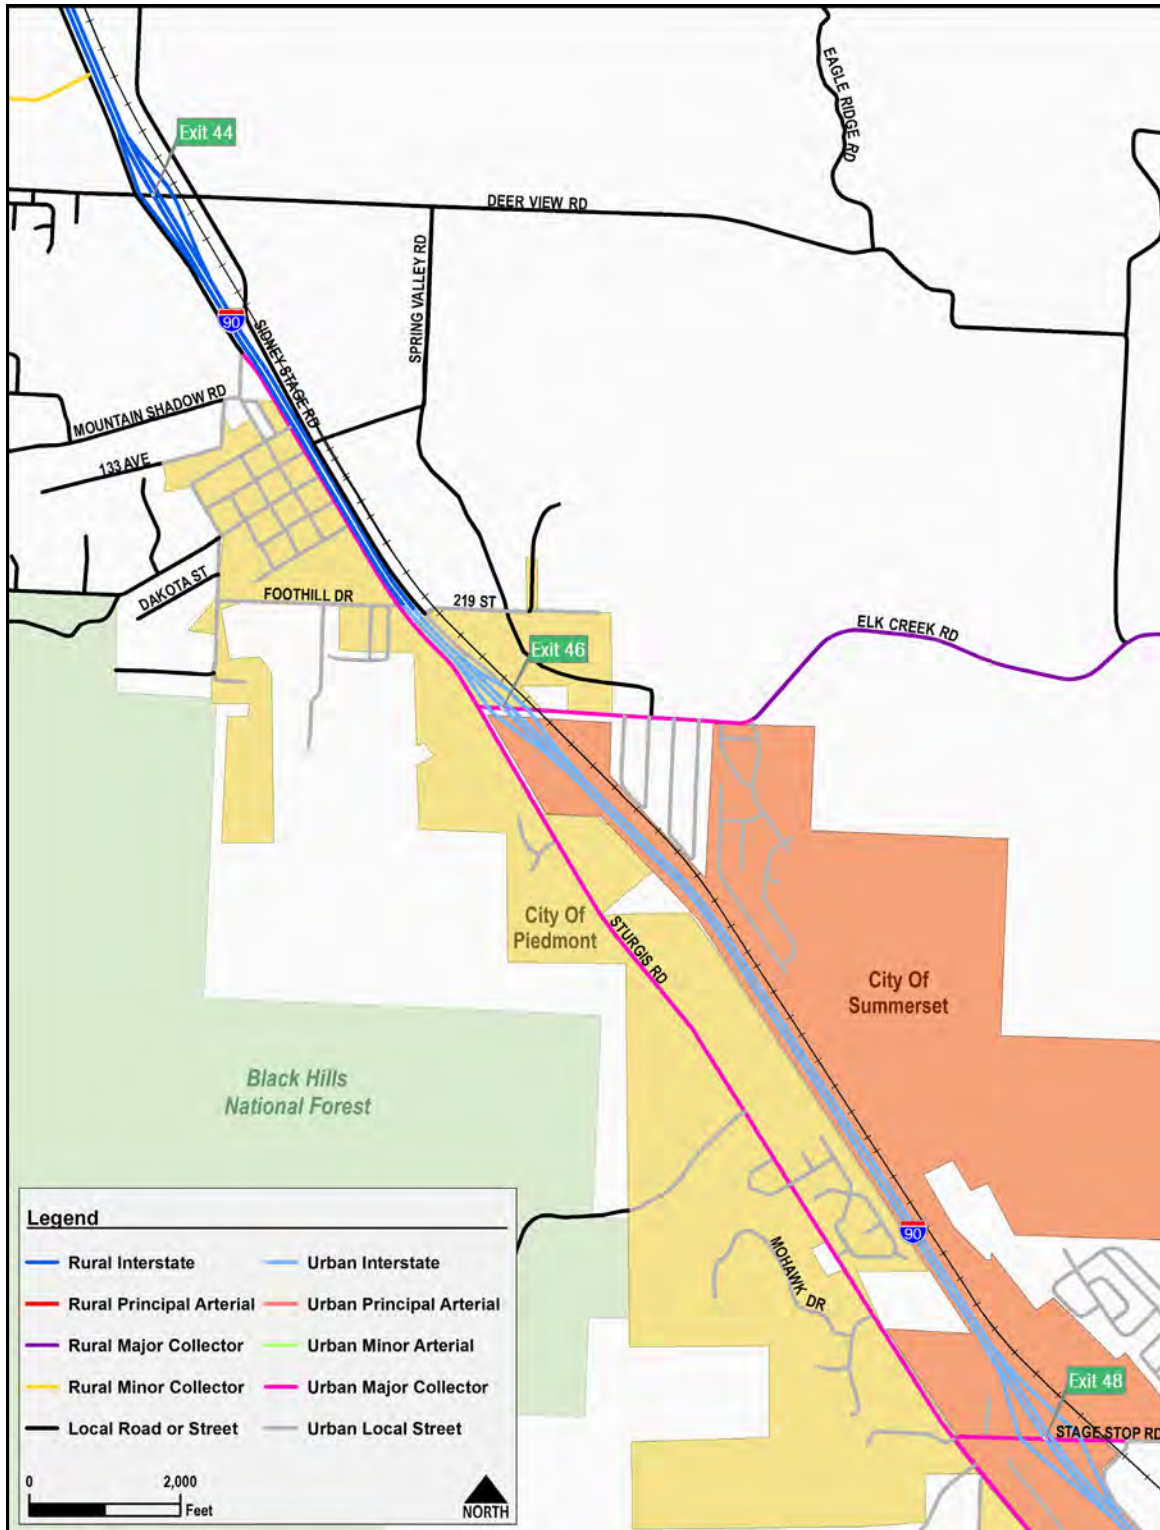 EAGLE RIDGE RD
Exit 44
DEER VIEW RD
SPRING VALLEY RD
90
SIDNEY STAGE RD
MOUNTAIN SHADOW RD
133 AVE
DAKOTA ST
FOOTHILL DR
219 ST
ELK CREEK RD
Exit 46
City Of
Piedmont
STURGIS RD
City Of
Summerset
Black Hills
National Forest
90
MOHAWK DR
Exit 48
STAGE STOP RD
Legend
Rural Interstate
Urban Interstate
Rural Principal Arterial
Urban Principal Arterial
Rural Major Collector
Urban Minor Arterial
Rural Minor Collector
Urban Major Collector
Local Road or Street
Urban Local Street
0
2,000
Feet
NORTH